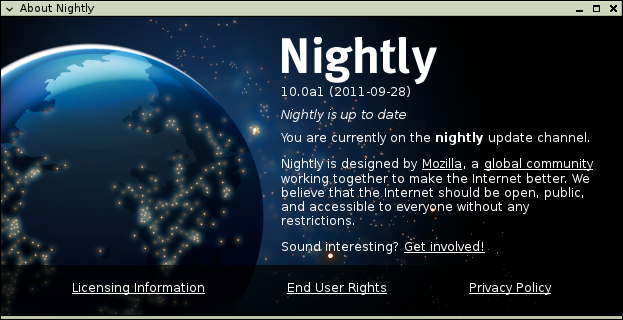 About Nightly
Nightly
10.0a1 (2011-09-28)
Nightly is up to date
You are currently on the nightly update channel.
Nightly is designed by Mozilla, a global community
working together to make the Internet better. We
believe that the Internet should be open, public,
and accessible to everyone without any
restrictions.
Sound interesting? Get involved!
Licensing Information End User Rights Privacy Policy